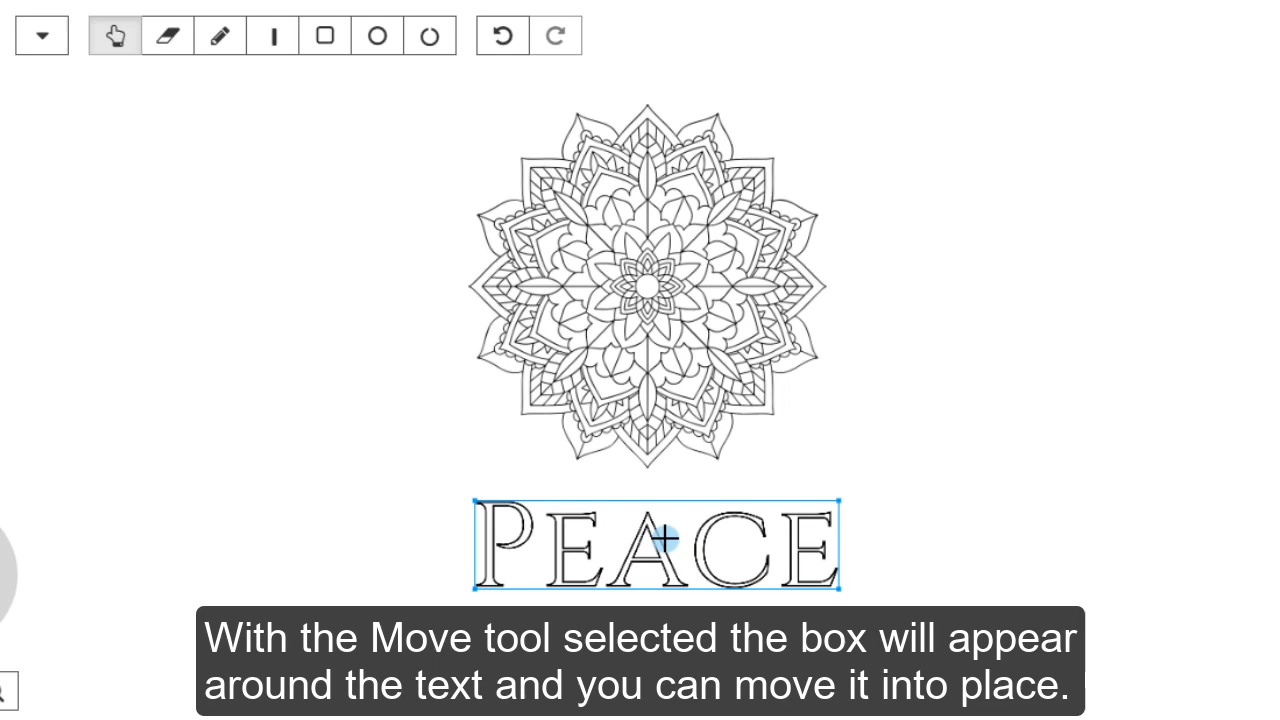 PEACE
With the Move tool selected the box will appear
around the text and you can move it into place.